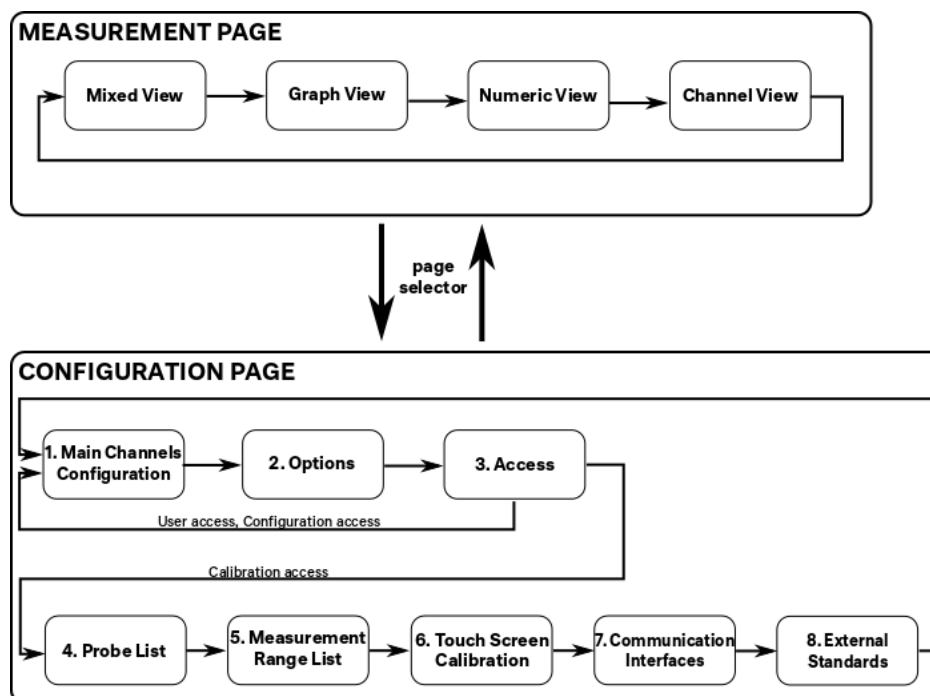 MEASUREMENT PAGE
Mixed View
Graph View
Numeric View
Channel View
page
selector
CONFIGURATION PAGE
1. Main Channels
Configuration
2. Options
3. Access
User access, Configuration access
Calibration access
4. Probe List
5. Measurement
Range List
6. Touch Screen
Calibration
7. Communication
Interfaces
8. External
Standards